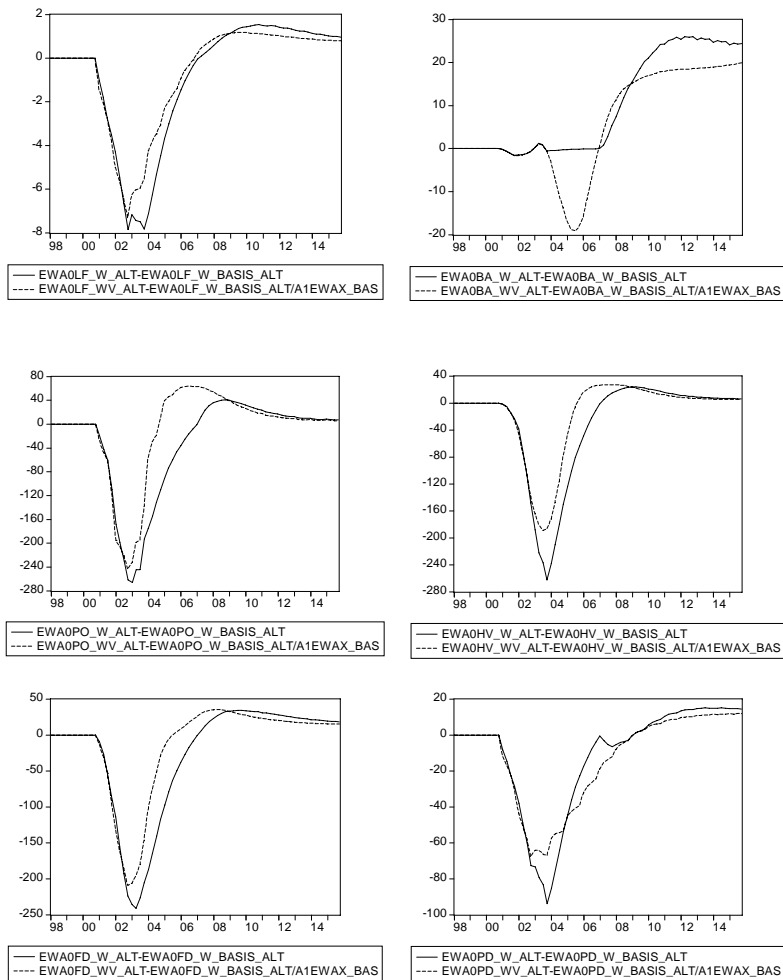 2
0
2
4
6
8
98 00 02 04 06 08 10 12 14
EWA0LF_W_ALT-EWA0LF_W_BASIS_ALT
EWA0LF_WV_ALT-EWA0LF_W_BASIS_ALT/A1EWAX_BAS
30
20
10
0
-10
-20
98 00 02 04 06 08 10 12 14
EWA0BA_W_ALT-EWA0BA_W_BASIS_ALT
EWA0BA_WV_ALT-EWA0BA_W_BASIS_ALT/A1EWAX_BAS
80
40
0
-40
-80
-120
-160
-200
-240
-280
98 00 02 04 06 08 10 12 14
EWA0PO_W_ALT-EWA0PO_W_BASIS_ALT
EWA0PO_WV_ALT-EWA0PO_W_BASIS_ALT/A1EWAX_BAS
40
0
-40
-80
-120
-160
-200
-240
-280
98 00 02 04 06 08 10 12 14
EWA0HV_W_ALT-EWA0HV_W_BASIS_ALT
EWA0HV_WV_ALT-EWA0HV_W_BASIS_ALT/A1EWAX_BAS
50
0
-50
-100
-150
-200
-250
98 00 02 04 06 08 10 12 14
EWA0FD_W_ALT-EWA0FD_W_BASIS_ALT
EWA0FD_WV_ALT-EWA0FD_W_BASIS_ALT/A1EWAX_BAS
20
0
-20
-40
-60
-80
-100
98 00 02 04 06 08 10 12 14
EWA0PD_W_ALT-EWA0PD_W_BASIS_ALT
EWA0PD_WV_ALT-EWA0PD_W_BASIS_ALT/A1EWAX_BAS